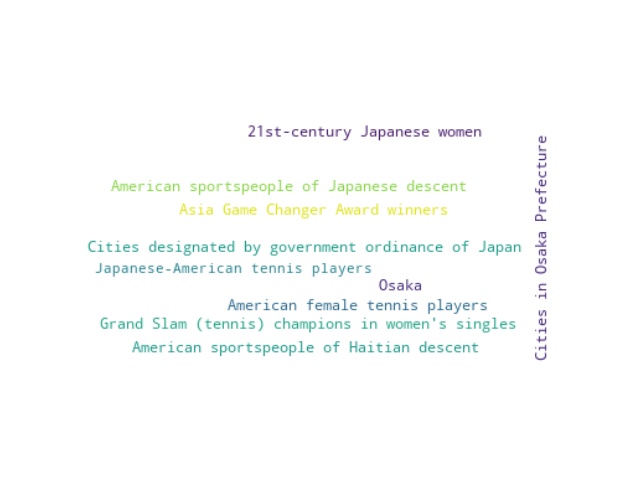 21st-century Japanese women
American sportspeople of Japanese descent
Asia Game Changer Award winners
Cities designated by government ordinance of Japan
Japanese-American tennis players
Osaka
American female tennis players
Grand Slam (tennis) champions in women's singles
American sportspeople of Haitian descent
Cities in Osaka Prefecture